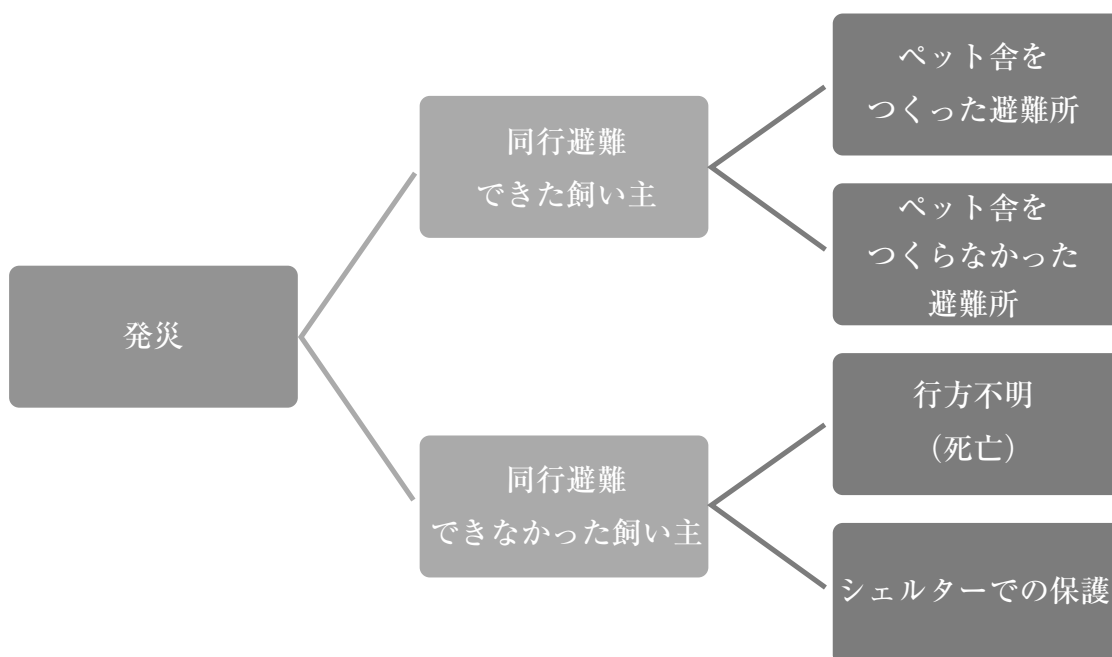 発災
同行避難
できた飼い主
ペット舎を
つくった避難所
ペット舎を
つくらなかった
避難所
同行避難
できなかった飼い主
行方不明
（死亡）
シェルターでの保護